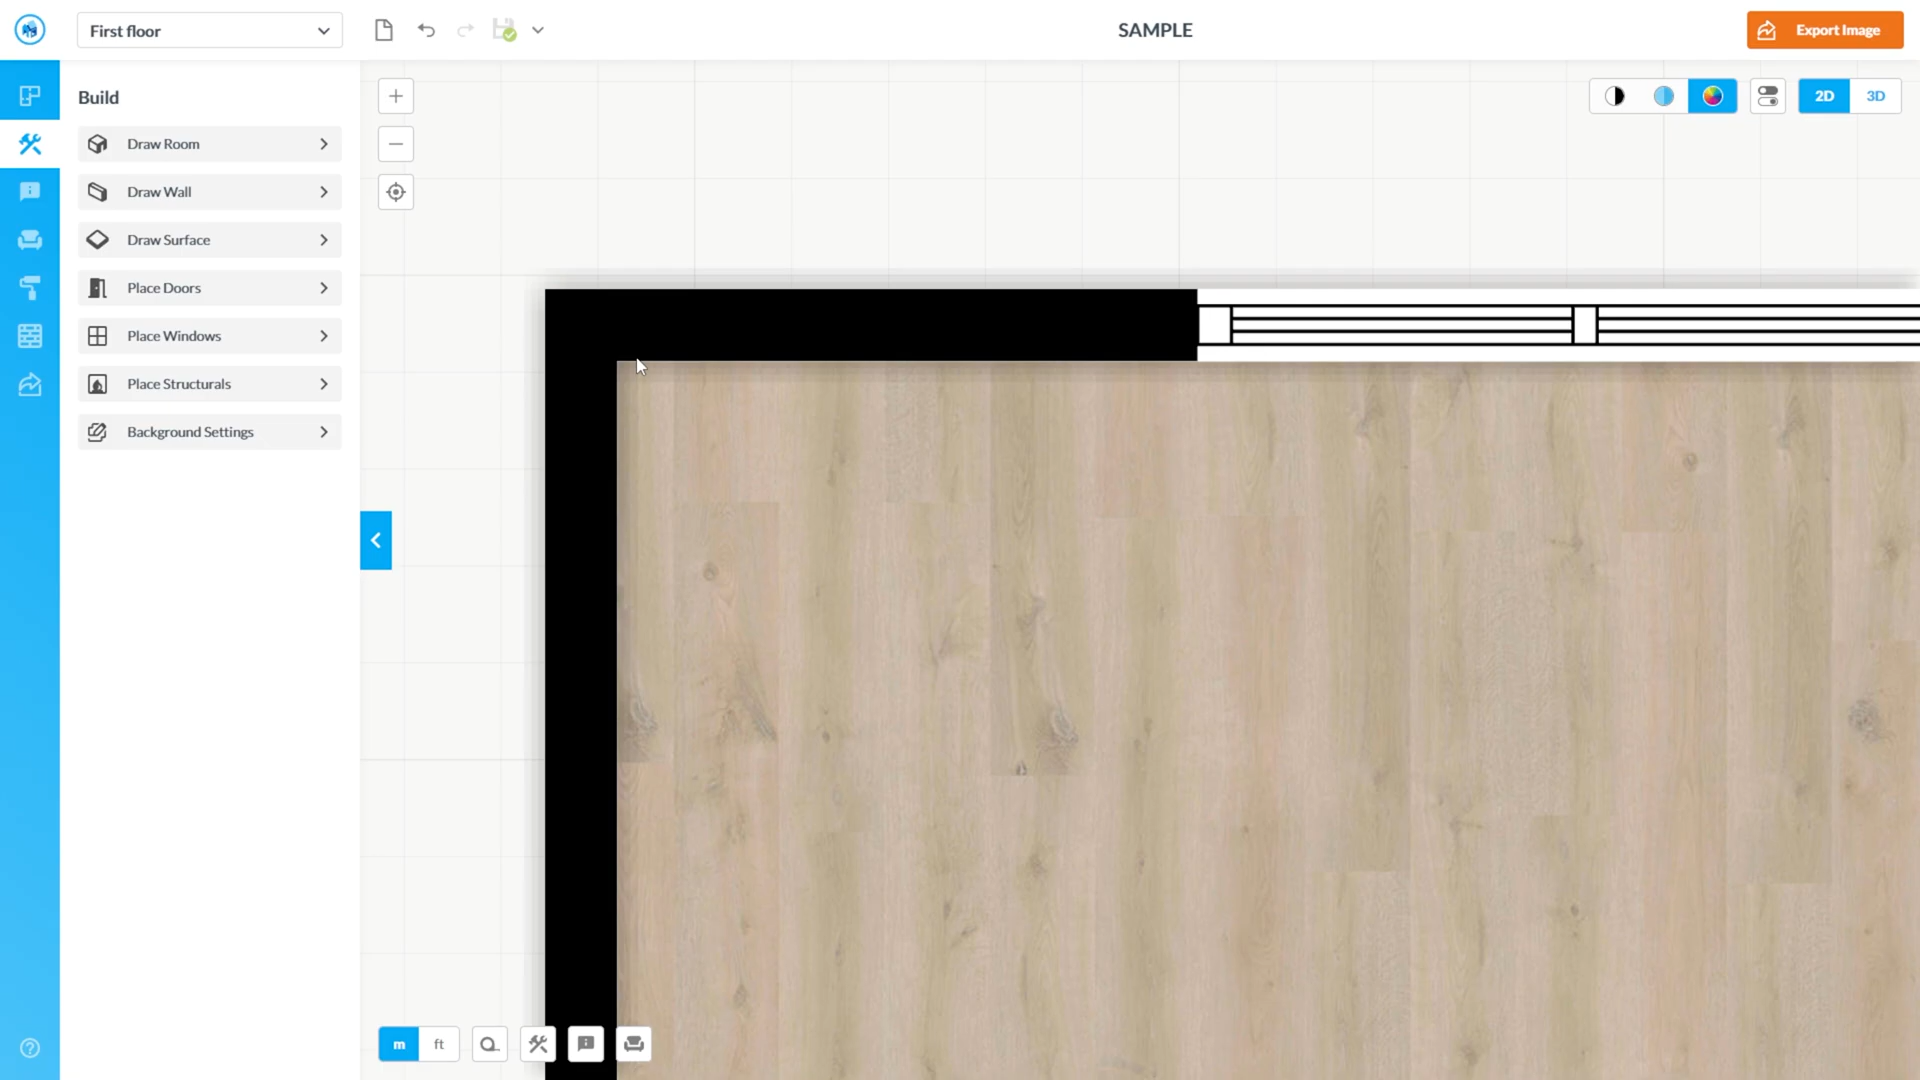 First floor
SAMPLE
Export Image
Build
2D
3D
Draw Room
Draw Wall
Draw Surface
Place Doors
Place Windows
Place Structurals
Background Settings
m
ft